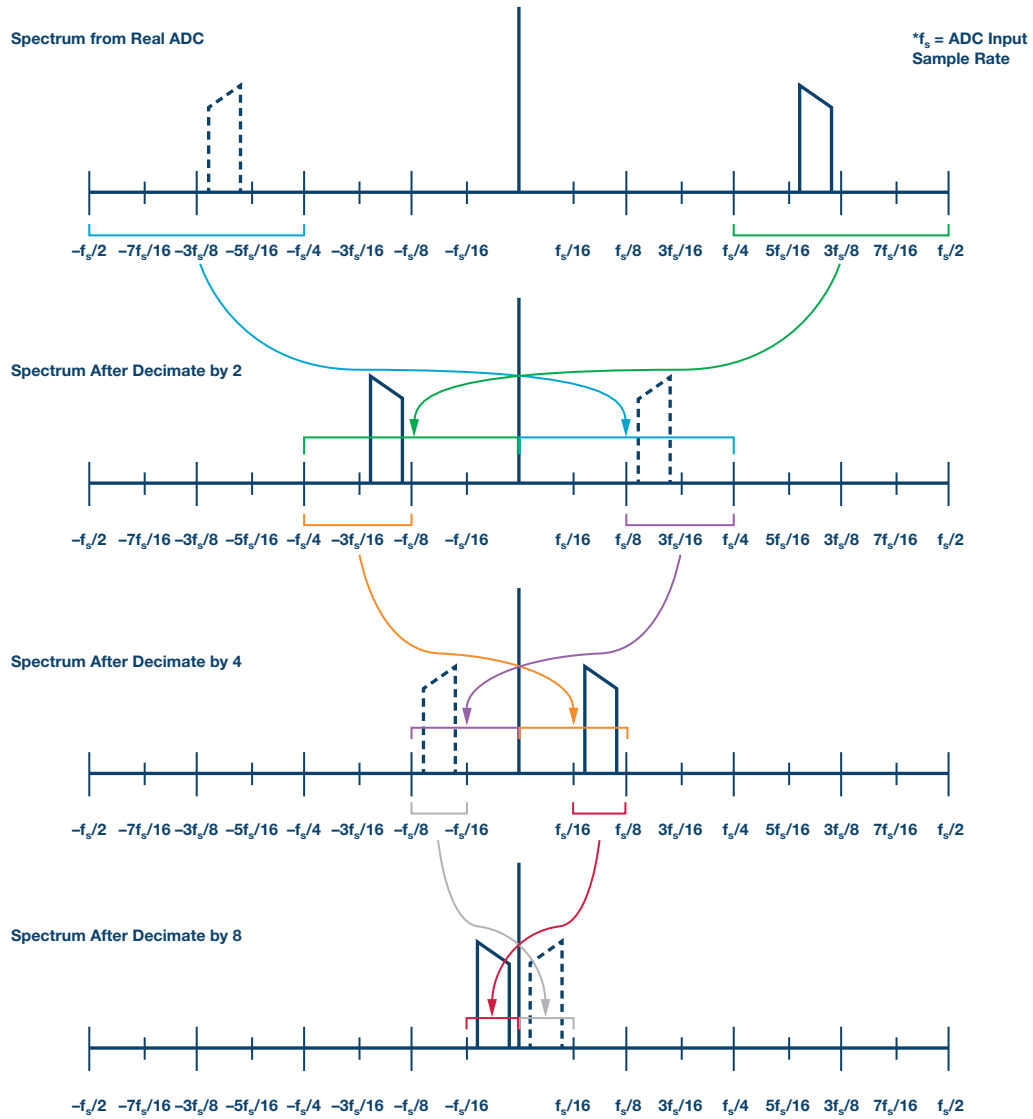 Spectrum from Real ADC
*fs = ADC Input
Sample Rate
–fs/2 –7fs/16 –3fs/8 –5fs/16 –fs/4 –3fs/16 –fs/8 –fs/16 fs/16 fs/8 3fs/16 fs/4 5fs/16 3fs/8 7fs/16 fs/2
Spectrum After Decimate by 2
–fs/2 –7fs/16 –3fs/8 –5fs/16 –fs/4 –3fs/16 –fs/8 –fs/16 fs/16 fs/8 3fs/16 fs/4 5fs/16 3fs/8 7fs/16 fs/2
Spectrum After Decimate by 4
–fs/2 –7fs/16 –3fs/8 –5fs/16 –fs/4 –3fs/16 –fs/8 –fs/16 fs/16 fs/8 3fs/16 fs/4 5fs/16 3fs/8 7fs/16 fs/2
Spectrum After Decimate by 8
–fs/2 –7fs/16 –3fs/8 –5fs/16 –fs/4 –3fs/16 –fs/8 –fs/16 fs/16 fs/8 3fs/16 fs/4 5fs/16 3fs/8 7fs/16 fs/2